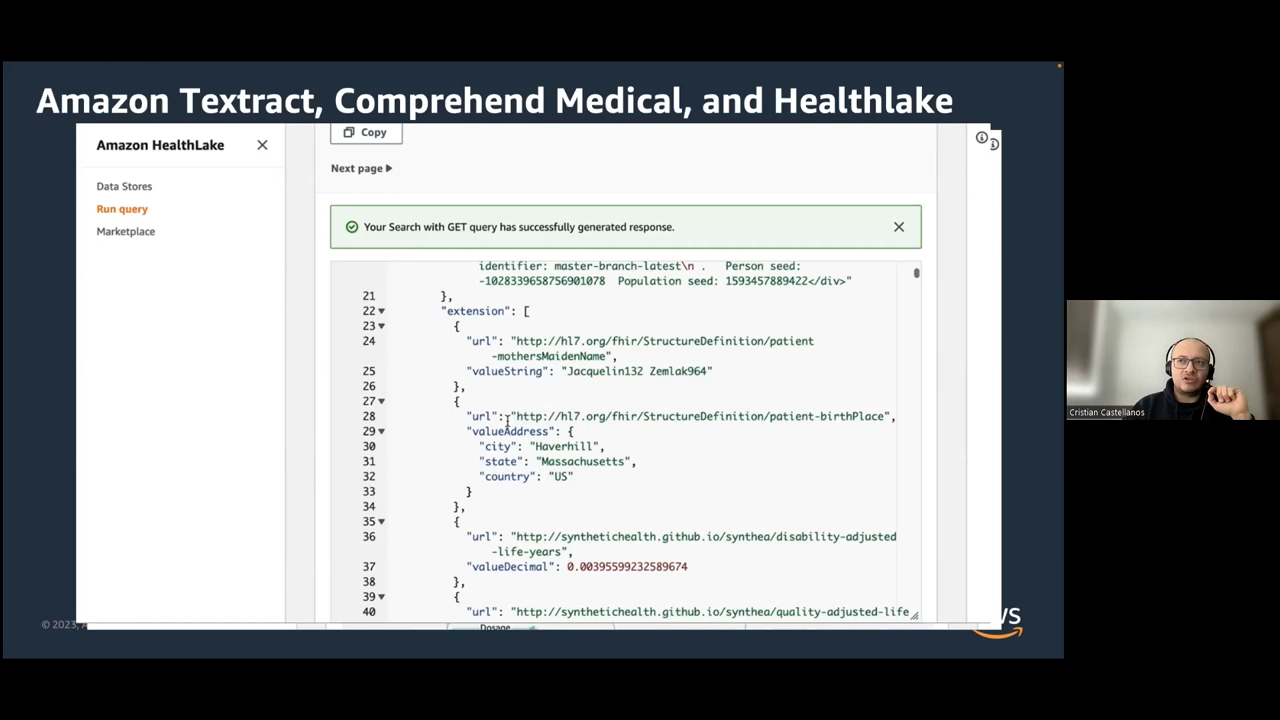 Amazon Textract, Comprehend Medical, and Healthlake
Amazon HealthLake
Data Stores
Run query
Marketplace
Copy
Next page
Your Search with GET query has successfully generated response.
identifier: master-branch-latest\n .   Person seed:
-1028339658756901078  Population seed: 1593457889422</div>"
21 },
22 "extension": [
23 {
24 "url": "http://hl7.org/fhir/StructureDefinition/patient
-mothersMaidenName",
25 "valueString": "Jacquelin132 Zemlak964"
26 },
27 {
28 "url": "http://hl7.org/fhir/StructureDefinition/patient-birthPlace",
29 "valueAddress": {
30 "city": "Haverhill",
31 "state": "Massachusetts",
32 "country": "US"
33 }
34 },
35 {
36 "url": "http://synthetichealth.github.io/synthea/disability-adjusted
-life-years",
37 "valueDecimal": 0.00395599232589674
38 },
39 {
40 "url": "http://synthetichealth.github.io/synthea/quality-adjusted-life
Dosage
© 2023,
Cristian Castellanos